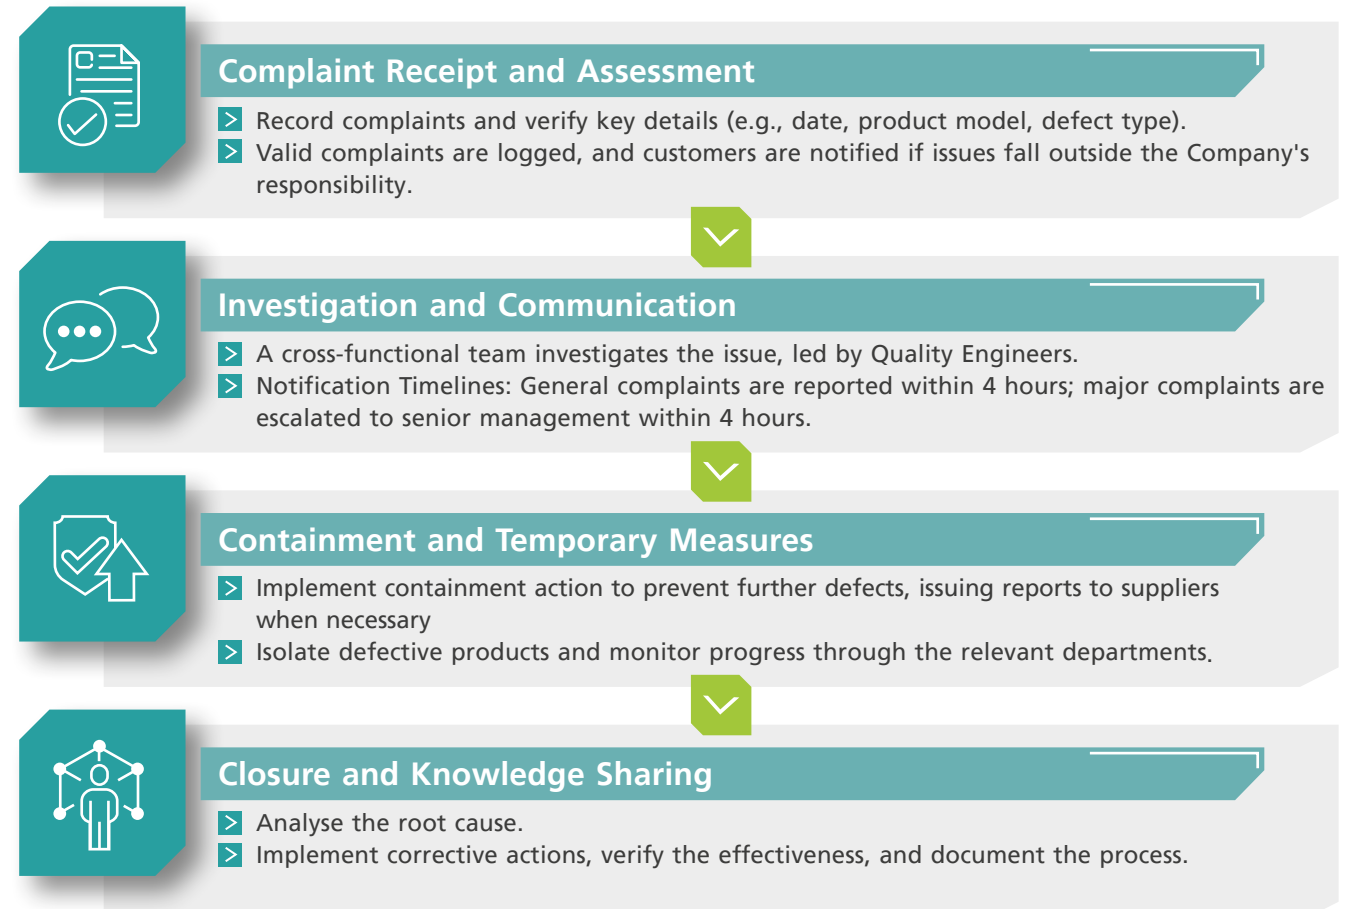 Complaint Receipt and Assessment
Record complaints and verify key details (e.g., date, product model, defect type).
Valid complaints are logged, and customers are notified if issues fall outside the Company's
responsibility.
Investigation and Communication
A cross-functional team investigates the issue, led by Quality Engineers.
Notification Timelines: General complaints are reported within 4 hours; major complaints are
escalated to senior management within 4 hours.
Containment and Temporary Measures
Implement containment action to prevent further defects, issuing reports to suppliers
when necessary
Isolate defective products and monitor progress through the relevant departments.
Closure and Knowledge Sharing
Analyse the root cause.
Implement corrective actions, verify the effectiveness, and document the process.